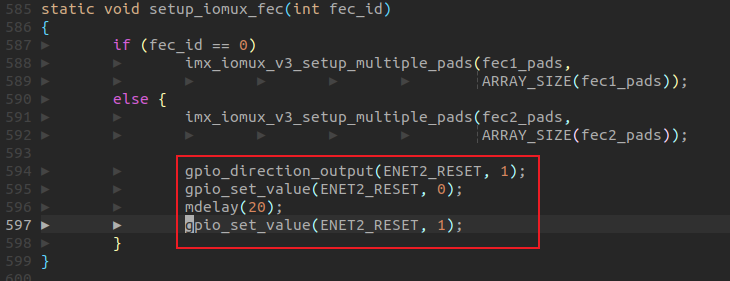 585 static void setup_iomux_fec(int fec_id)
586 {
587 if (fec_id == 0)
588 imx_iomux_v3_setup_multiple_pads(fec1_pads,
589 ARRAY_SIZE(fec1_pads));
590 else {
591 imx_iomux_v3_setup_multiple_pads(fec2_pads,
592 ARRAY_SIZE(fec2_pads));
593
594 gpio_direction_output(ENET2_RESET, 1);
595 gpio_set_value(ENET2_RESET, 0);
596 mdelay(20);
597 gpio_set_value(ENET2_RESET, 1);
598 }
599 }
600